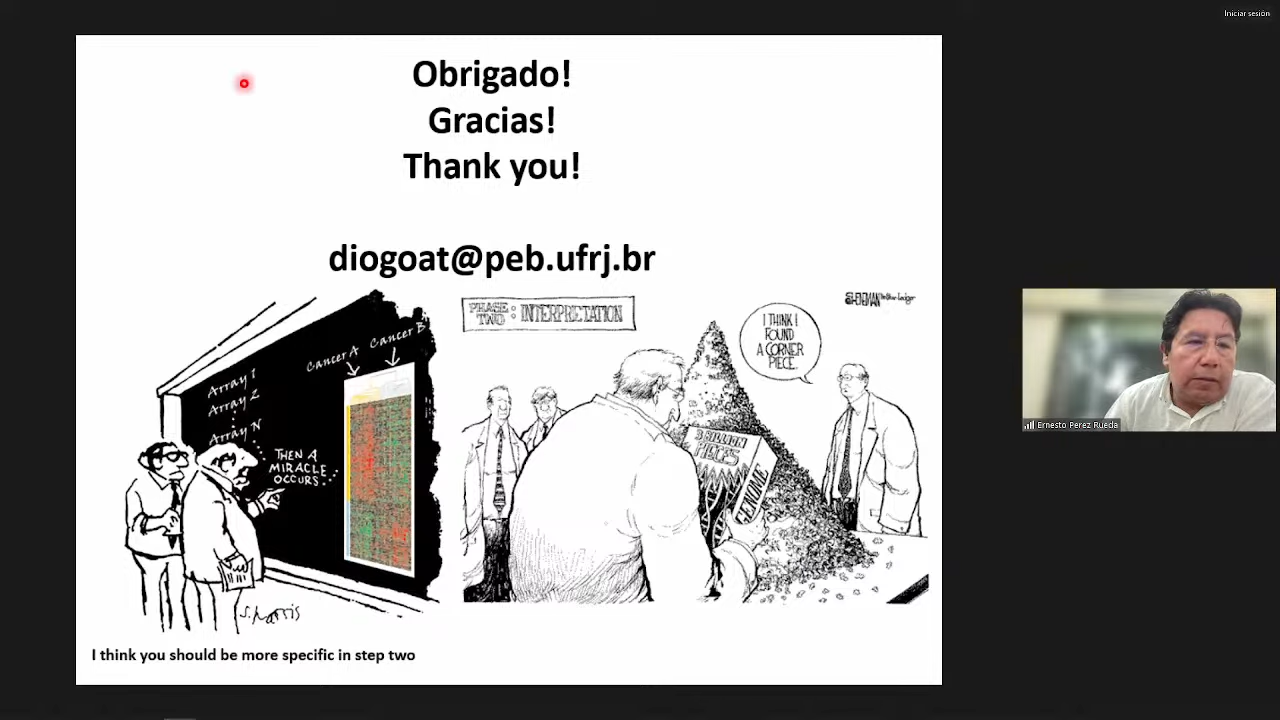 Iniciar sesión
Obrigado!
Gracias!
Thank you!
diogoat@peb.ufrj.br
Array 1
Array 2
Array N
Cancer A
Cancer B
THEN A
MIRACLE
OCCURS
S. Harris
I think you should be more specific in step two
PHASE
TWO : INTERPRETATION
I THINK I
FOUND
A CORNER
PIECE.
3 BILLION
PIECES
GENOME
Ernesto Perez Rueda